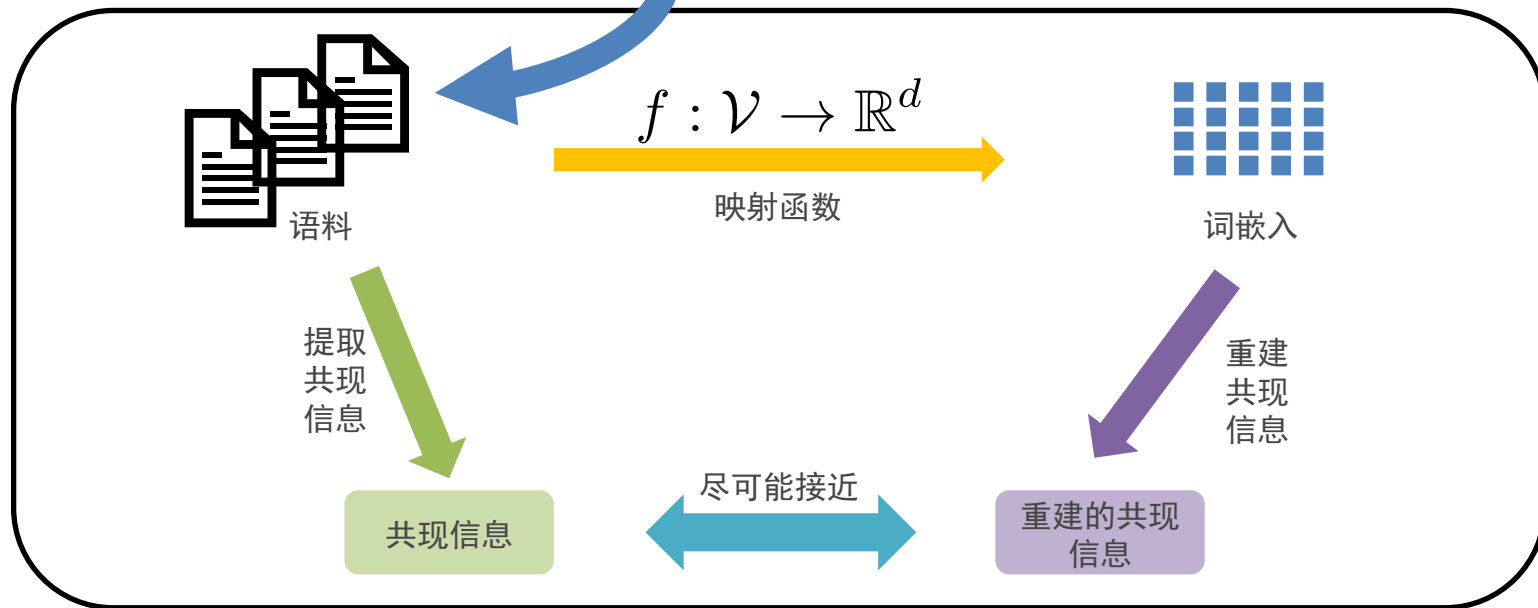 f : 𝒱 → ℝ^d
映射函数
语料
词嵌入
提取
共现
信息
重建
共现
信息
尽可能接近
共现信息
重建的共现
信息